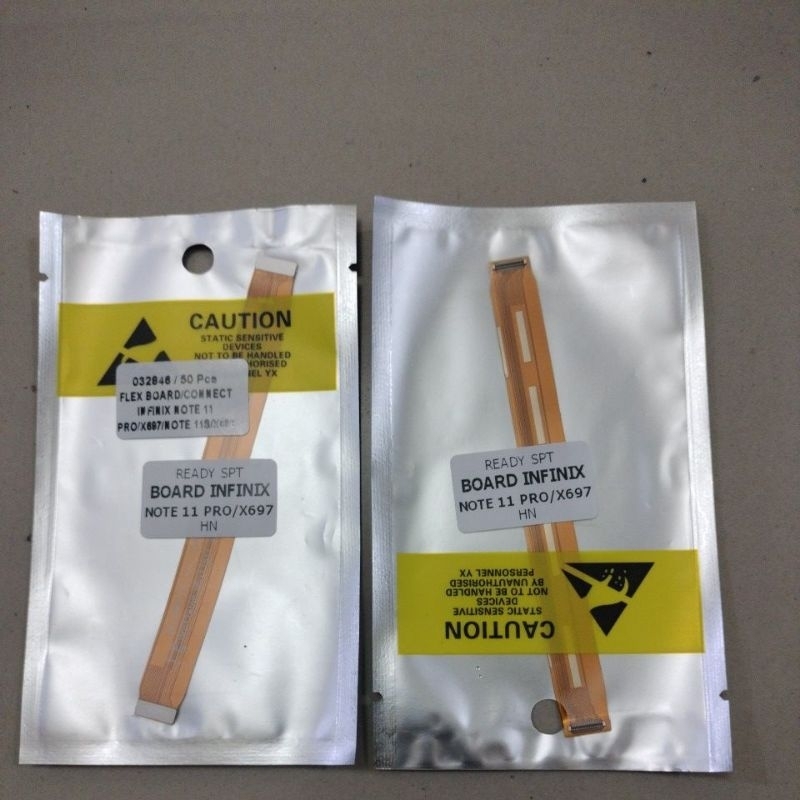 CAUTION
STATIC SENSITIVE
DEVICES
NOT TO BE HANDLED
032846 / 50 Pcs
FLEX BOARD/CONNECT
INFINIX NOTE 11
PRO/X697/NOTE 11S/
READY SPT
BOARD INFINIX
NOTE 11 PRO/X697
HN
READY SPT
BOARD INFINIX
NOTE 11 PRO/X697
HN
CAUTION
STATIC SENSITIVE
DEVICES
NOT TO BE HANDLED
BY UNAUTHORISED
PERSONNEL YX